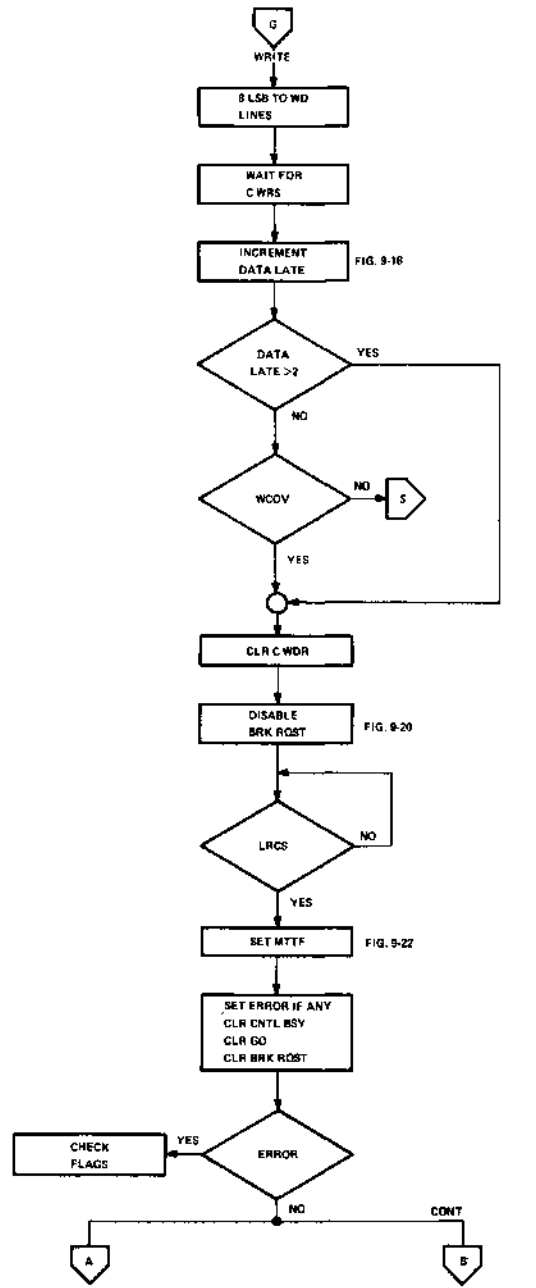 G
WRITE
8 LSB TO WD
LINES
WAIT FOR
C WRS
INCREMENT
DATA LATE
FIG. 9-18
DATA
LATE >?
YES
NO
WCOV
NO
S
YES
CLR C WDR
DISABLE
BRK RQST
FIG. 9-20
LRCS
NO
YES
SET MTTF
FIG. 9-22
SET ERROR IF ANY
CLR CNTL BSY
CLR GO
CLR BRK RQST
ERROR
YES
CHECK
FLAGS
NO
CONT
A
B